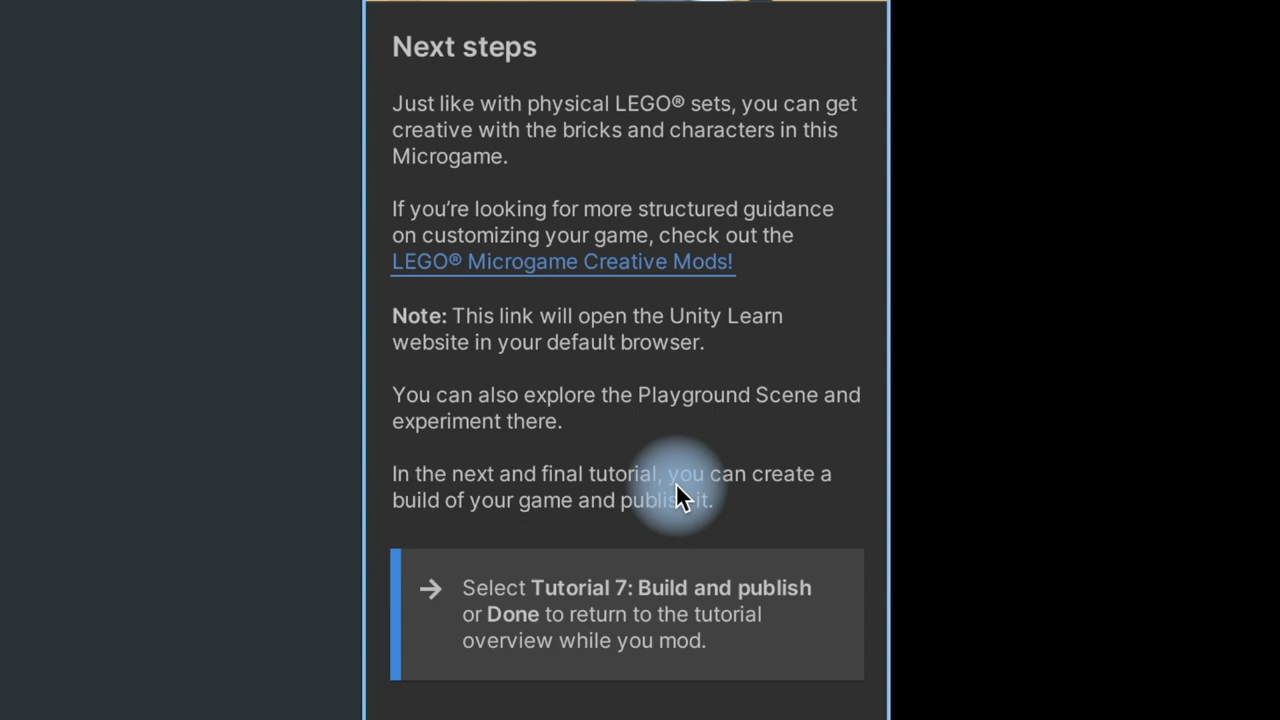 Next steps
Just like with physical LEGO® sets, you can get
creative with the bricks and characters in this
Microgame.
If you’re looking for more structured guidance
on customizing your game, check out the
LEGO® Microgame Creative Mods!
Note: This link will open the Unity Learn
website in your default browser.
You can also explore the Playground Scene and
experiment there.
In the next and final tutorial, you can create a
build of your game and publish it.
Select Tutorial 7: Build and publish
or Done to return to the tutorial
overview while you mod.